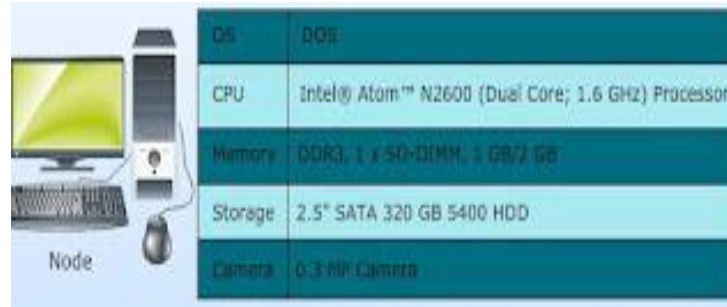 OS DOS
CPU Intel® Atom™ N2600 (Dual Core; 1.6 GHz) Processor
Memory DDR3, 1 x SO-DIMM, 1 GB/2 GB
Storage 2.5" SATA 320 GB 5400 HDD
Camera 0.3 MP Camera
Node